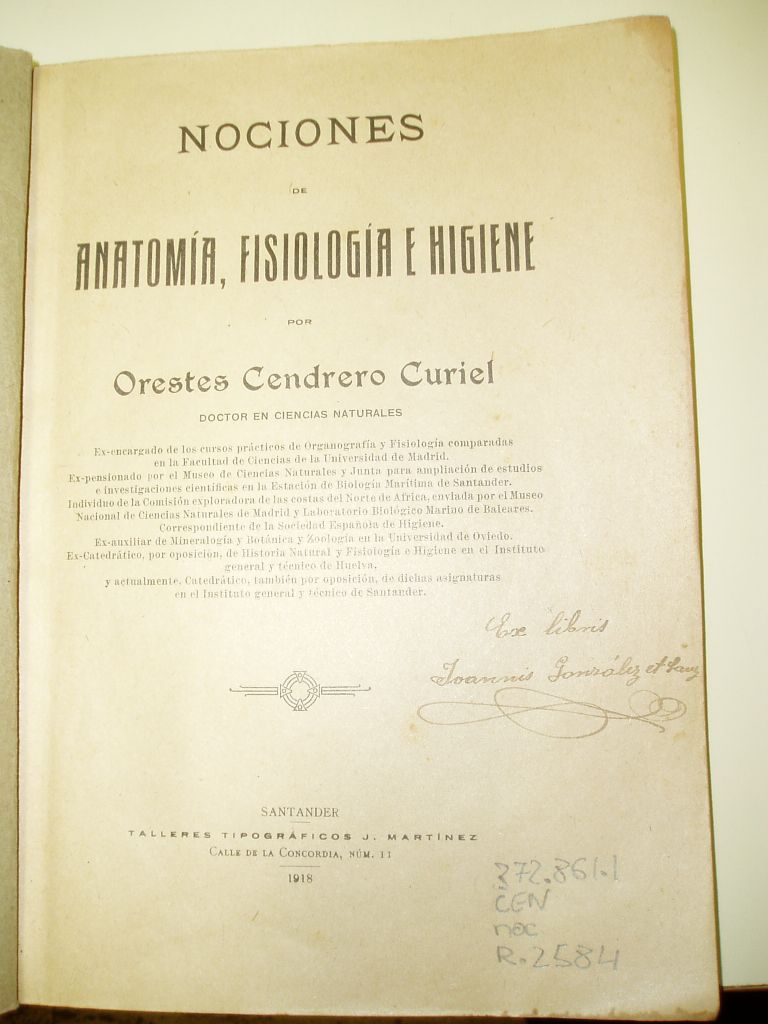 NOCIONES
DE
ANATOMÍA, FISIOLOGÍA E HIGIENE
POR
Orestes Cendrero Curiel
DOCTOR EN CIENCIAS NATURALES
Ex-encargado de los cursos prácticos de Organografía y Fisiología comparadas
en la Facultad de Ciencias de la Universidad de Madrid.
Ex-pensionado por el Museo de Ciencias Naturales y Junta para ampliación de estudios
e investigaciones científicas en la Estación de Biología Marítima de Santander.
Individuo de la Comisión exploradora de las costas del Norte de Africa, enviada por el Museo
Nacional de Ciencias Naturales de Madrid y Laboratorio Biológico Marino de Baleares.
Correspondiente de la Sociedad Española de Higiene.
Ex-auxiliar de Mineralogía y Botánica y Zoología en la Universidad de Oviedo.
Ex-Catedrático, por oposición, de Historia Natural y Fisiología e Higiene en el Instituto
general y técnico de Huelva,
y actualmente, Catedrático, también por oposición, de dichas asignaturas
en el Instituto general y técnico de Santander.
Ex libris
Joannis González et
SANTANDER
TALLERES TIPOGRÁFICOS J. MARTÍNEZ
CALLE DE LA CONCORDIA, NÚM. 11
1918
372.861.1
CEN
noc
R.2584